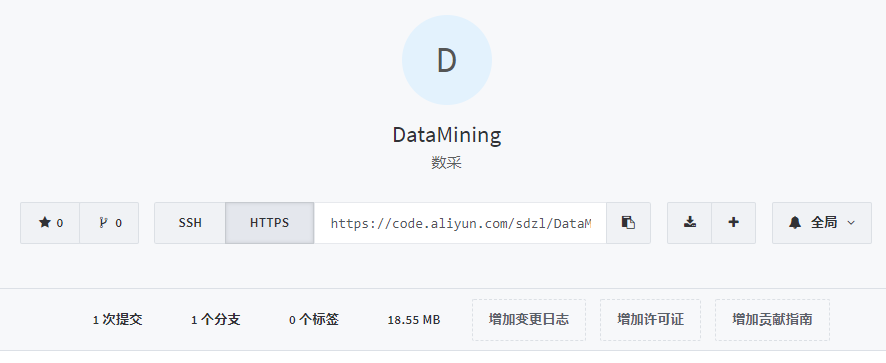 D
DataMining
数采
0 0 SSH HTTPS https://code.aliyun.com/sdzl/DataM 全局
1 次提交 1 个分支 0 个标签 18.55 MB 增加变更日志 增加许可证 增加贡献指南